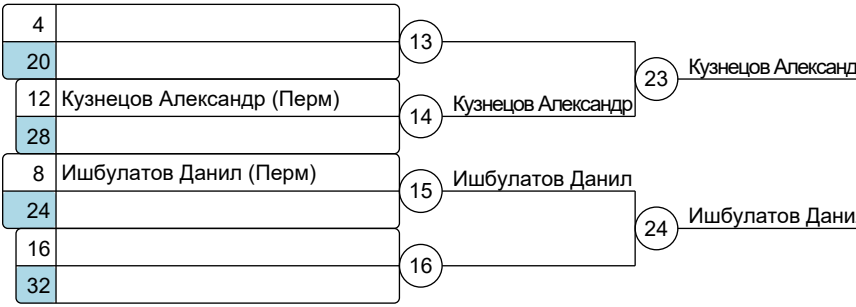 4
13
20
23 Кузнецов Александ
12 Кузнецов Александр (Перм)
14 Кузнецов Александр
28
8 Ишбулатов Данил (Перм)
15 Ишбулатов Данил
24
24 Ишбулатов Дани
16
16
32